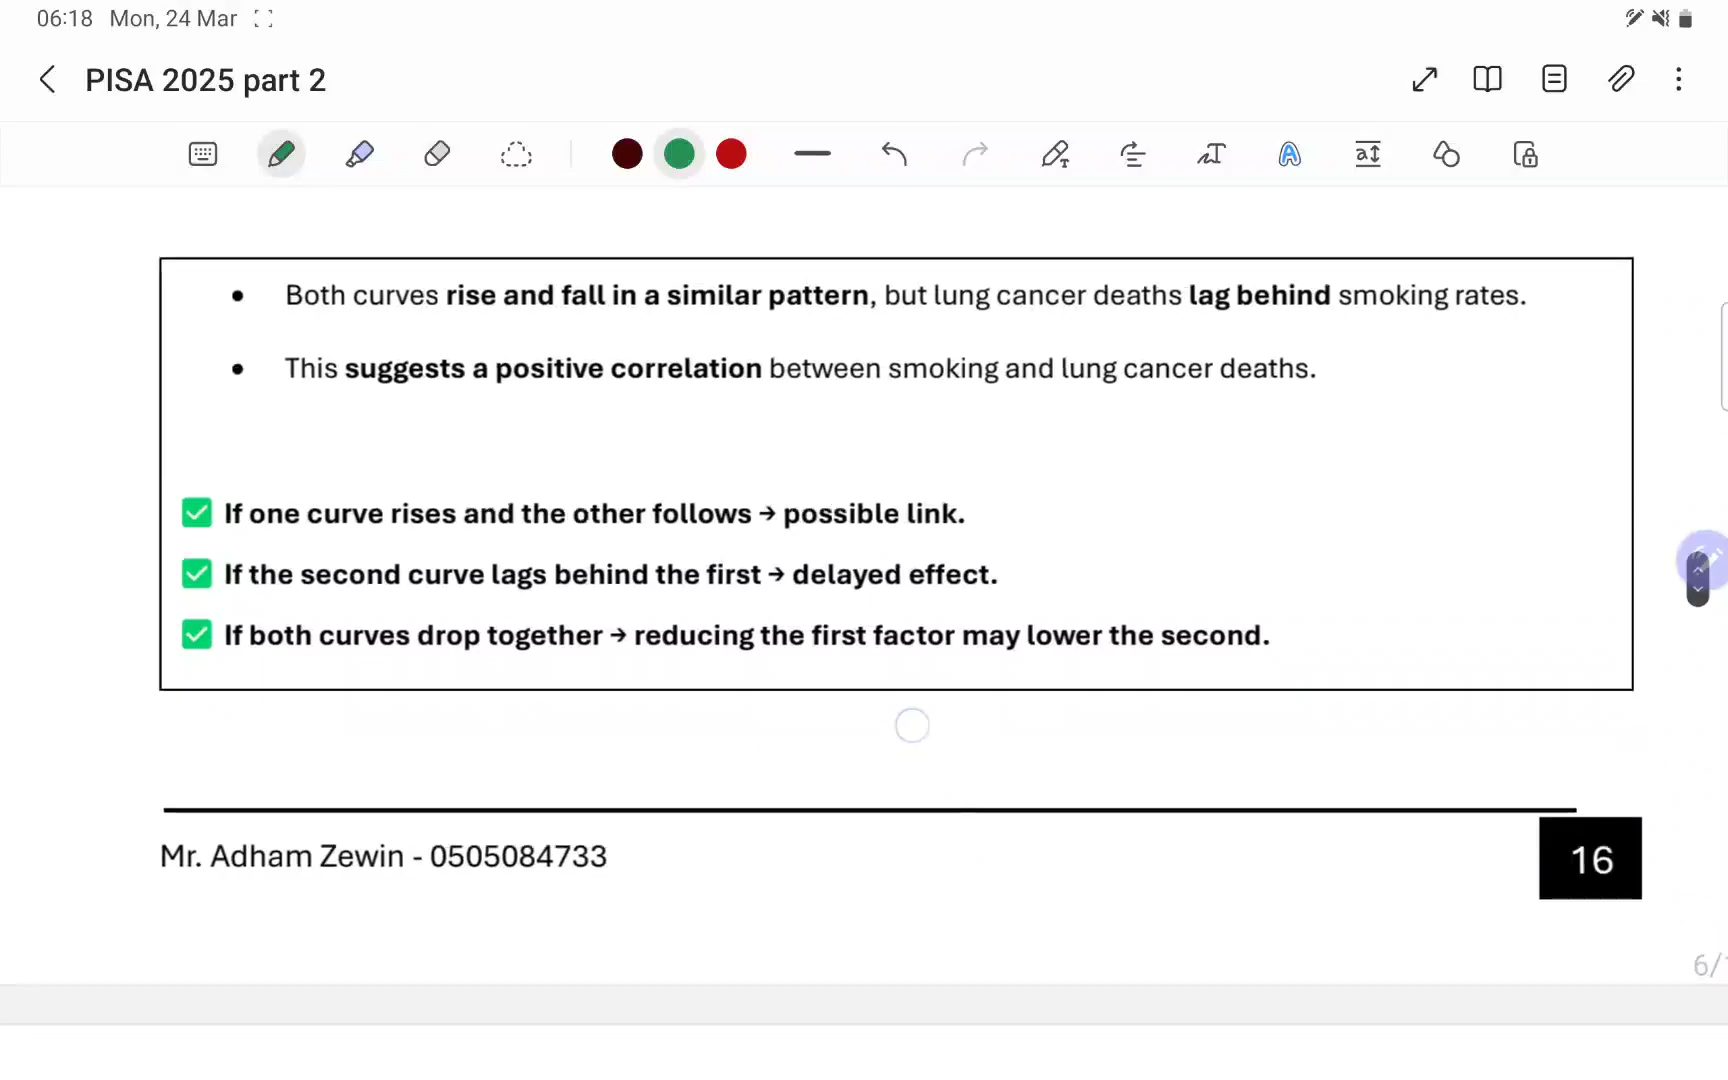 06:18 Mon, 24 Mar
PISA 2025 part 2
• Both curves rise and fall in a similar pattern, but lung cancer deaths lag behind smoking rates.
• This suggests a positive correlation between smoking and lung cancer deaths.
✅ If one curve rises and the other follows → possible link.
✅ If the second curve lags behind the first → delayed effect.
✅ If both curves drop together → reducing the first factor may lower the second.
Mr. Adham Zewin - 0505084733
16
6/